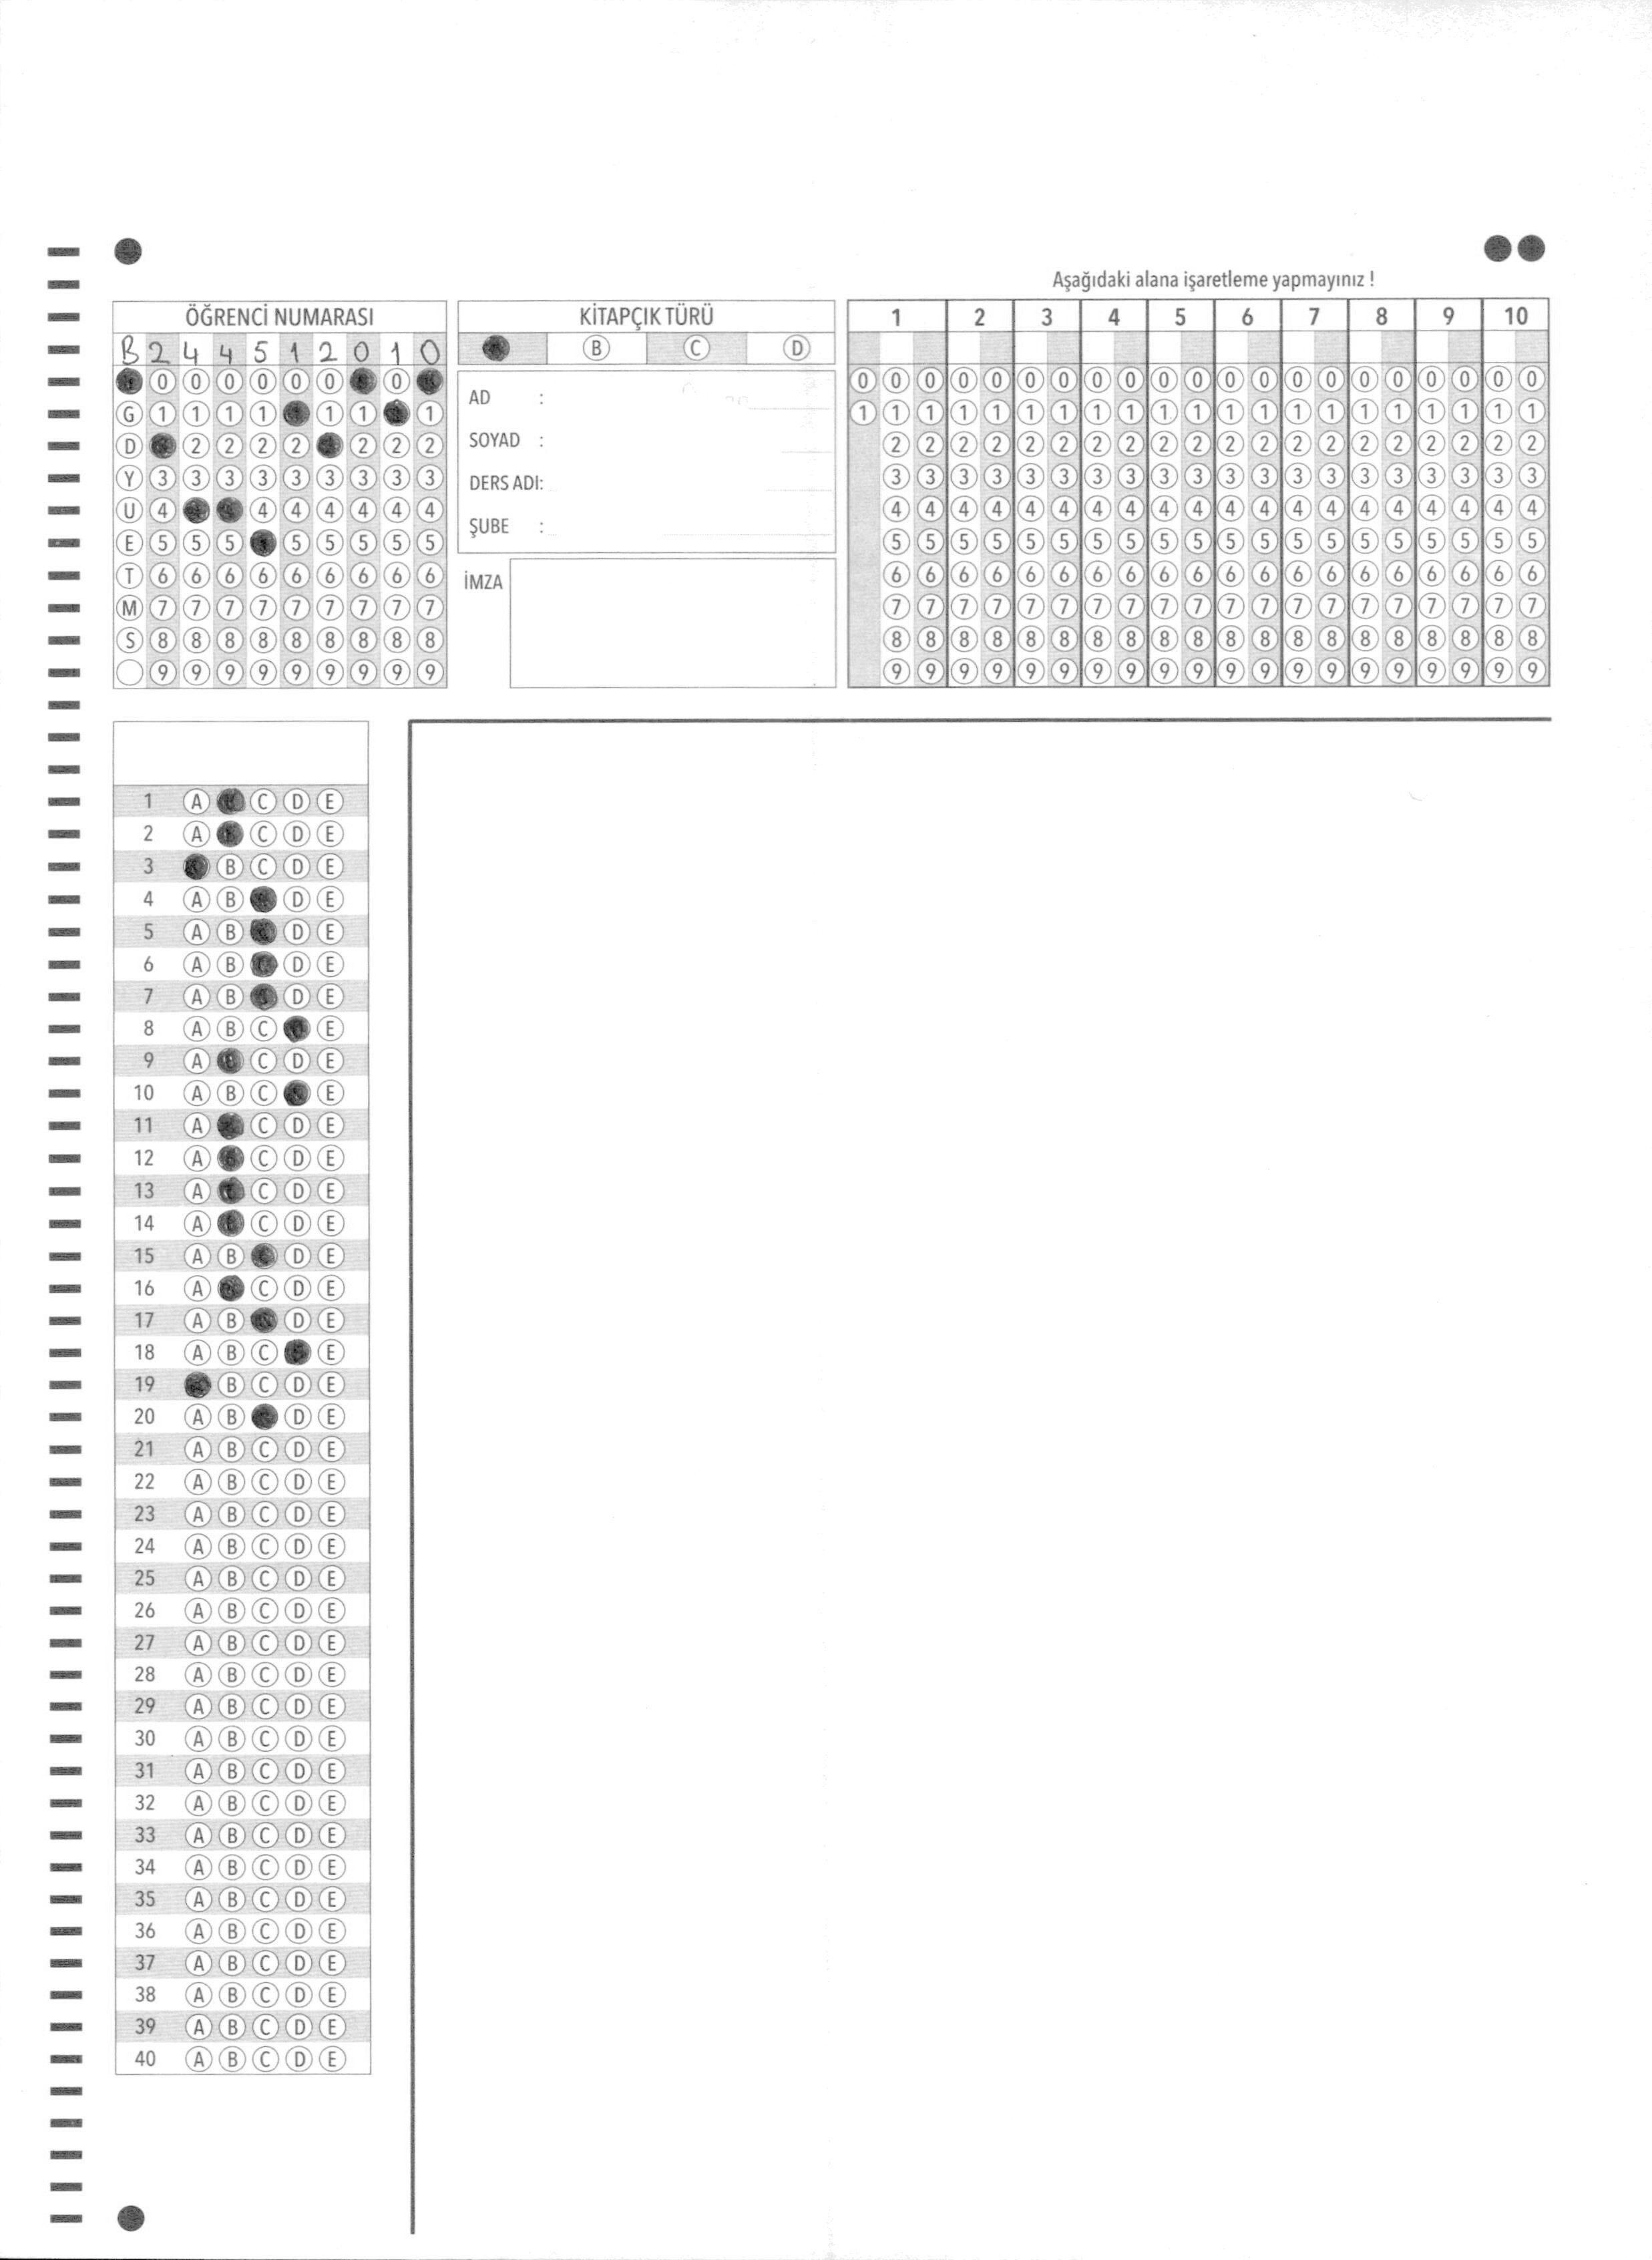 Aşağıdaki alana işaretleme yapmayınız !
ÖĞRENCİ NUMARASI
B 2 4 4 5 1 2 0 1 0
0 0 0 0 0 0 0
G 1 1 1 1 1 1 1
D 2 2 2 2 2 2 2
Y 3 3 3 3 3 3 3 3 3
U 4 4 4 4 4 4 4
E 5 5 5 5 5 5 5 5
T 6 6 6 6 6 6 6 6 6
M 7 7 7 7 7 7 7 7 7
S 8 8 8 8 8 8 8 8 8
9 9 9 9 9 9 9 9 9
KİTAPÇIK TÜRÜ
B C D
AD :
SOYAD :
DERS ADI:
ŞUBE :
İMZA
1 2 3 4 5 6 7 8 9 10
0 0 0 0 0 0 0 0 0 0 0 0 0 0 0 0 0 0 0 0 0
1 1 1 1 1 1 1 1 1 1 1 1 1 1 1 1 1 1 1 1 1
2 2 2 2 2 2 2 2 2 2 2 2 2 2 2 2 2 2 2 2
3 3 3 3 3 3 3 3 3 3 3 3 3 3 3 3 3 3 3 3
4 4 4 4 4 4 4 4 4 4 4 4 4 4 4 4 4 4 4 4
5 5 5 5 5 5 5 5 5 5 5 5 5 5 5 5 5 5 5 5
6 6 6 6 6 6 6 6 6 6 6 6 6 6 6 6 6 6 6 6
7 7 7 7 7 7 7 7 7 7 7 7 7 7 7 7 7 7 7 7
8 8 8 8 8 8 8 8 8 8 8 8 8 8 8 8 8 8 8 8
9 9 9 9 9 9 9 9 9 9 9 9 9 9 9 9 9 9 9 9
1 A C D E
2 A C D E
3 B C D E
4 A B D E
5 A B D E
6 A B D E
7 A B D E
8 A B C E
9 A C D E
10 A B C E
11 A C D E
12 A C D E
13 A C D E
14 A C D E
15 A B D E
16 A C D E
17 A B D E
18 A B C E
19 B C D E
20 A B D E
21 A B C D E
22 A B C D E
23 A B C D E
24 A B C D E
25 A B C D E
26 A B C D E
27 A B C D E
28 A B C D E
29 A B C D E
30 A B C D E
31 A B C D E
32 A B C D E
33 A B C D E
34 A B C D E
35 A B C D E
36 A B C D E
37 A B C D E
38 A B C D E
39 A B C D E
40 A B C D E